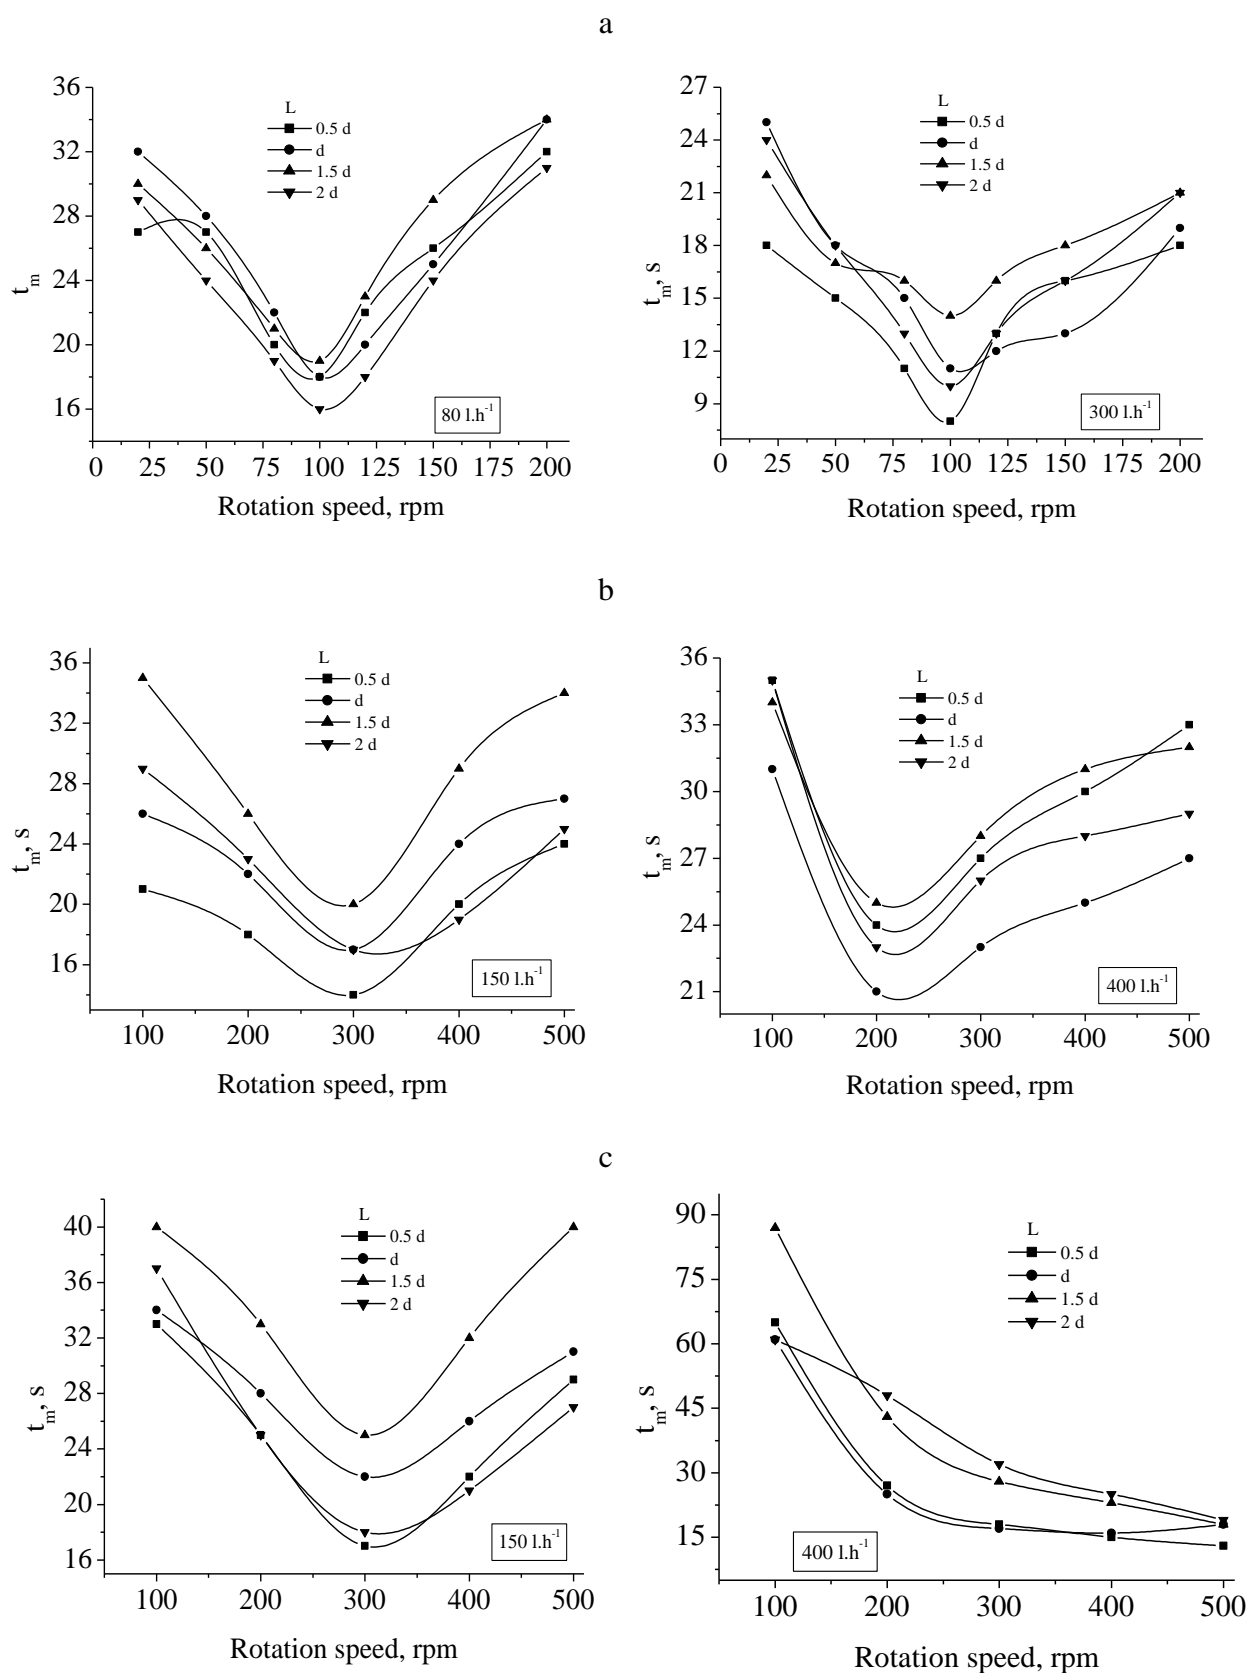 a
36
32
28
24
20
16
t_m
L
0.5 d
d
1.5 d
2 d
80 l.h⁻¹
0 25 50 75 100 125 150 175 200
Rotation speed, rpm
27
24
21
18
15
12
9
t_m, s
L
0.5 d
d
1.5 d
2 d
300 l.h⁻¹
0 25 50 75 100 125 150 175 200
Rotation speed, rpm
b
36
32
28
24
20
16
t_m, s
L
0.5 d
d
1.5 d
2 d
150 l.h⁻¹
100 200 300 400 500
Rotation speed, rpm
36
33
30
27
24
21
t_m, s
L
0.5 d
d
1.5 d
2 d
400 l.h⁻¹
100 200 300 400 500
Rotation speed, rpm
c
40
36
32
28
24
20
16
t_m, s
L
0.5 d
d
1.5 d
2 d
150 l.h⁻¹
100 200 300 400 500
Rotation speed, rpm
90
75
60
45
30
15
t_m, s
L
0.5 d
d
1.5 d
2 d
400 l.h⁻¹
100 200 300 400 500
Rotation speed, rpm